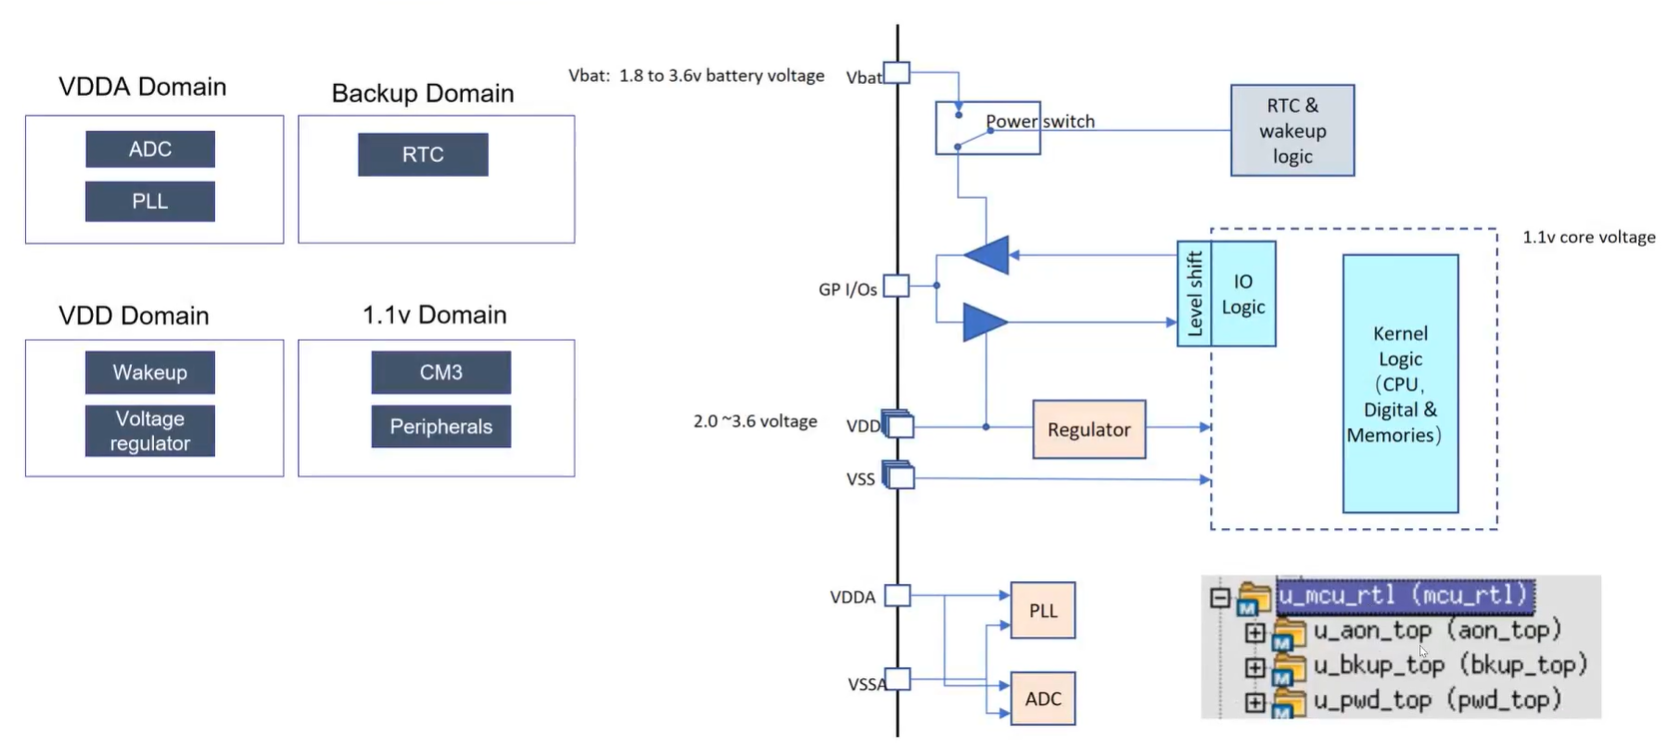 VDDA Domain
ADC
PLL
Backup Domain
RTC
VDD Domain
Wakeup
Voltage
regulator
1.1v Domain
CM3
Peripherals
Vbat: 1.8 to 3.6v battery voltage
Vbat
Power switch
RTC &
wakeup
logic
GP I/Os
Level shift
IO
Logic
1.1v core voltage
Kernel
Logic
(CPU,
Digital &
Memories)
2.0 ~3.6 voltage
VDD
Regulator
VSS
VDDA
PLL
VSSA
ADC
u_mcu_rtl (mcu_rtl)
u_aon_top (aon_top)
u_bkup_top (bkup_top)
u_pwd_top (pwd_top)